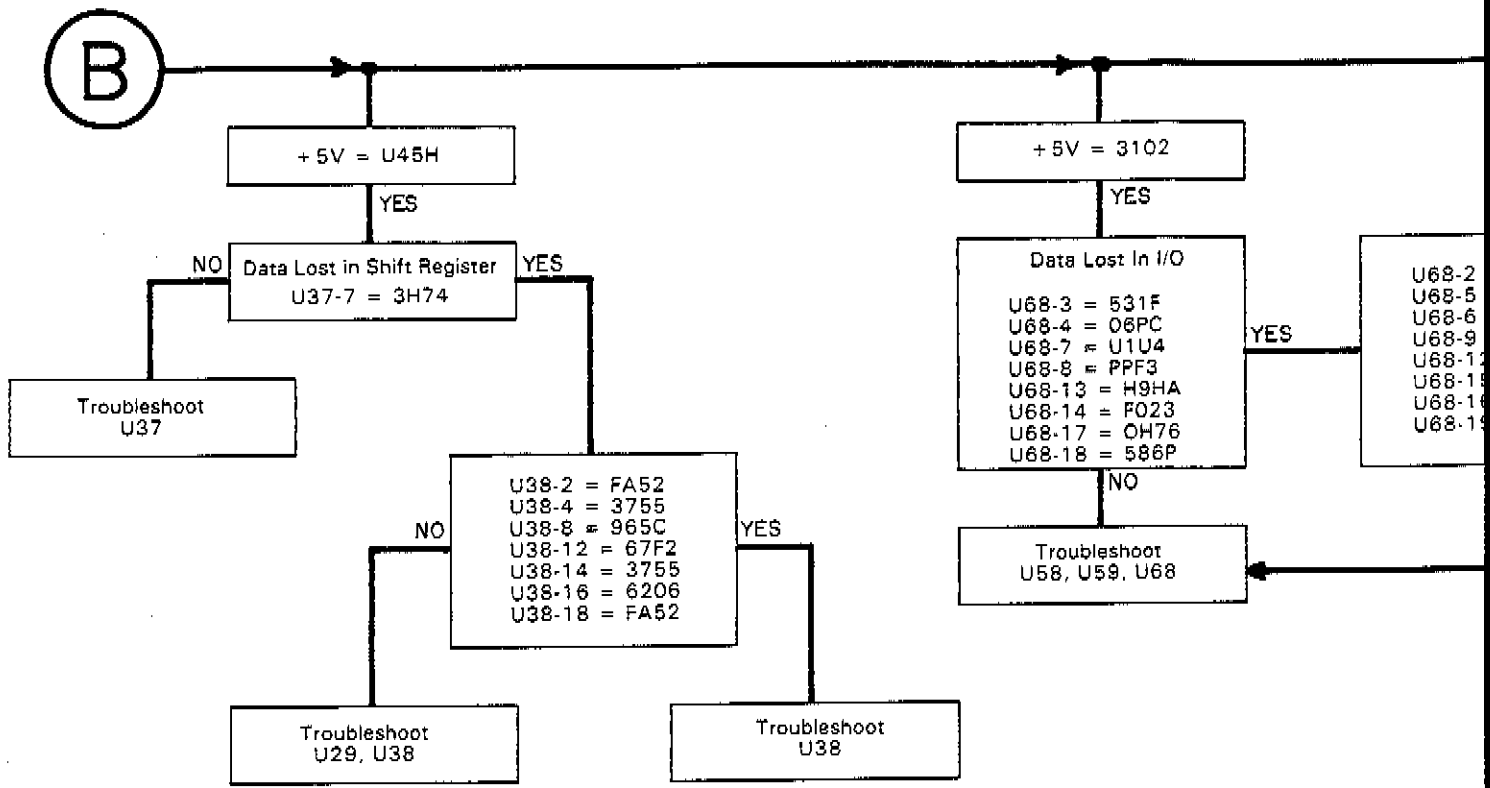 B
+5V = U45H
YES
NO
Data Lost in Shift Register
U37-7 = 3H74
YES
Troubleshoot
U37
U38-2 = FA52
U38-4 = 3755
U38-8 = 965C
U38-12 = 67F2
U38-14 = 3755
U38-16 = 6206
U38-18 = FA52
NO
YES
Troubleshoot
U29, U38
Troubleshoot
U38
+5V = 3102
YES
Data Lost In I/O
U68-3 = 531F
U68-4 = 06PC
U68-7 = U1U4
U68-8 = PPF3
U68-13 = H9HA
U68-14 = F023
U68-17 = 0H76
U68-18 = 586P
YES
NO
Troubleshoot
U58, U59, U68
U68-2
U68-5
U68-6
U68-9